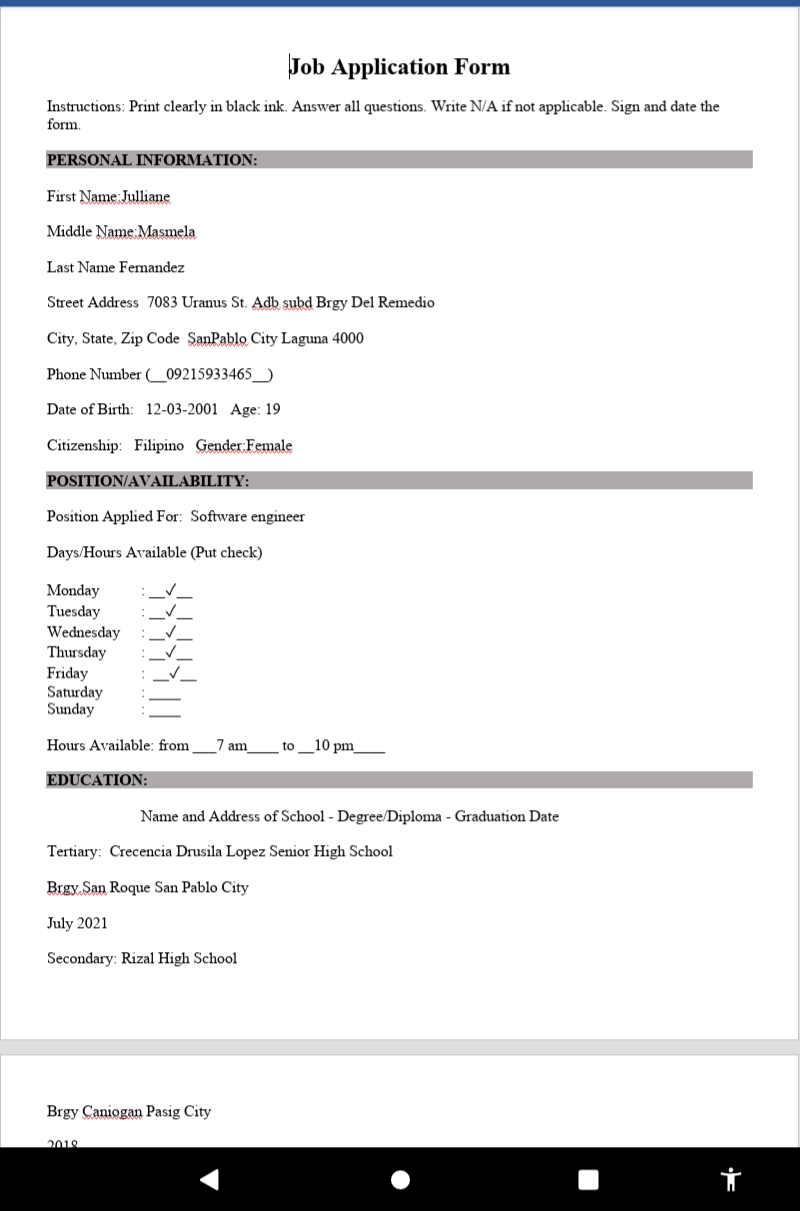 Job Application Form
Instructions: Print clearly in black ink. Answer all questions. Write N/A if not applicable. Sign and date the
form.
PERSONAL INFORMATION:
First Name:Julliane
Middle Name:Masmela
Last Name Fernandez
Street Address  7083 Uranus St. Adb subd Brgy Del Remedio
City, State, Zip Code  SanPablo City Laguna 4000
Phone Number (__09215933465__)
Date of Birth:   12-03-2001   Age: 19
Citizenship:   Filipino   Gender:Female
POSITION/AVAILABILITY:
Position Applied For:  Software engineer
Days/Hours Available (Put check)
Monday : __✓__
Tuesday : __✓__
Wednesday : __✓__
Thursday : __✓__
Friday : __✓__
Saturday : ____
Sunday : ____
Hours Available: from ___7 am____ to __10 pm____
EDUCATION:
Name and Address of School - Degree/Diploma - Graduation Date
Tertiary:  Crecencia Drusila Lopez Senior High School
Brgy.San Roque San Pablo City
July 2021
Secondary: Rizal High School
Brgy Caniogan Pasig City
2018